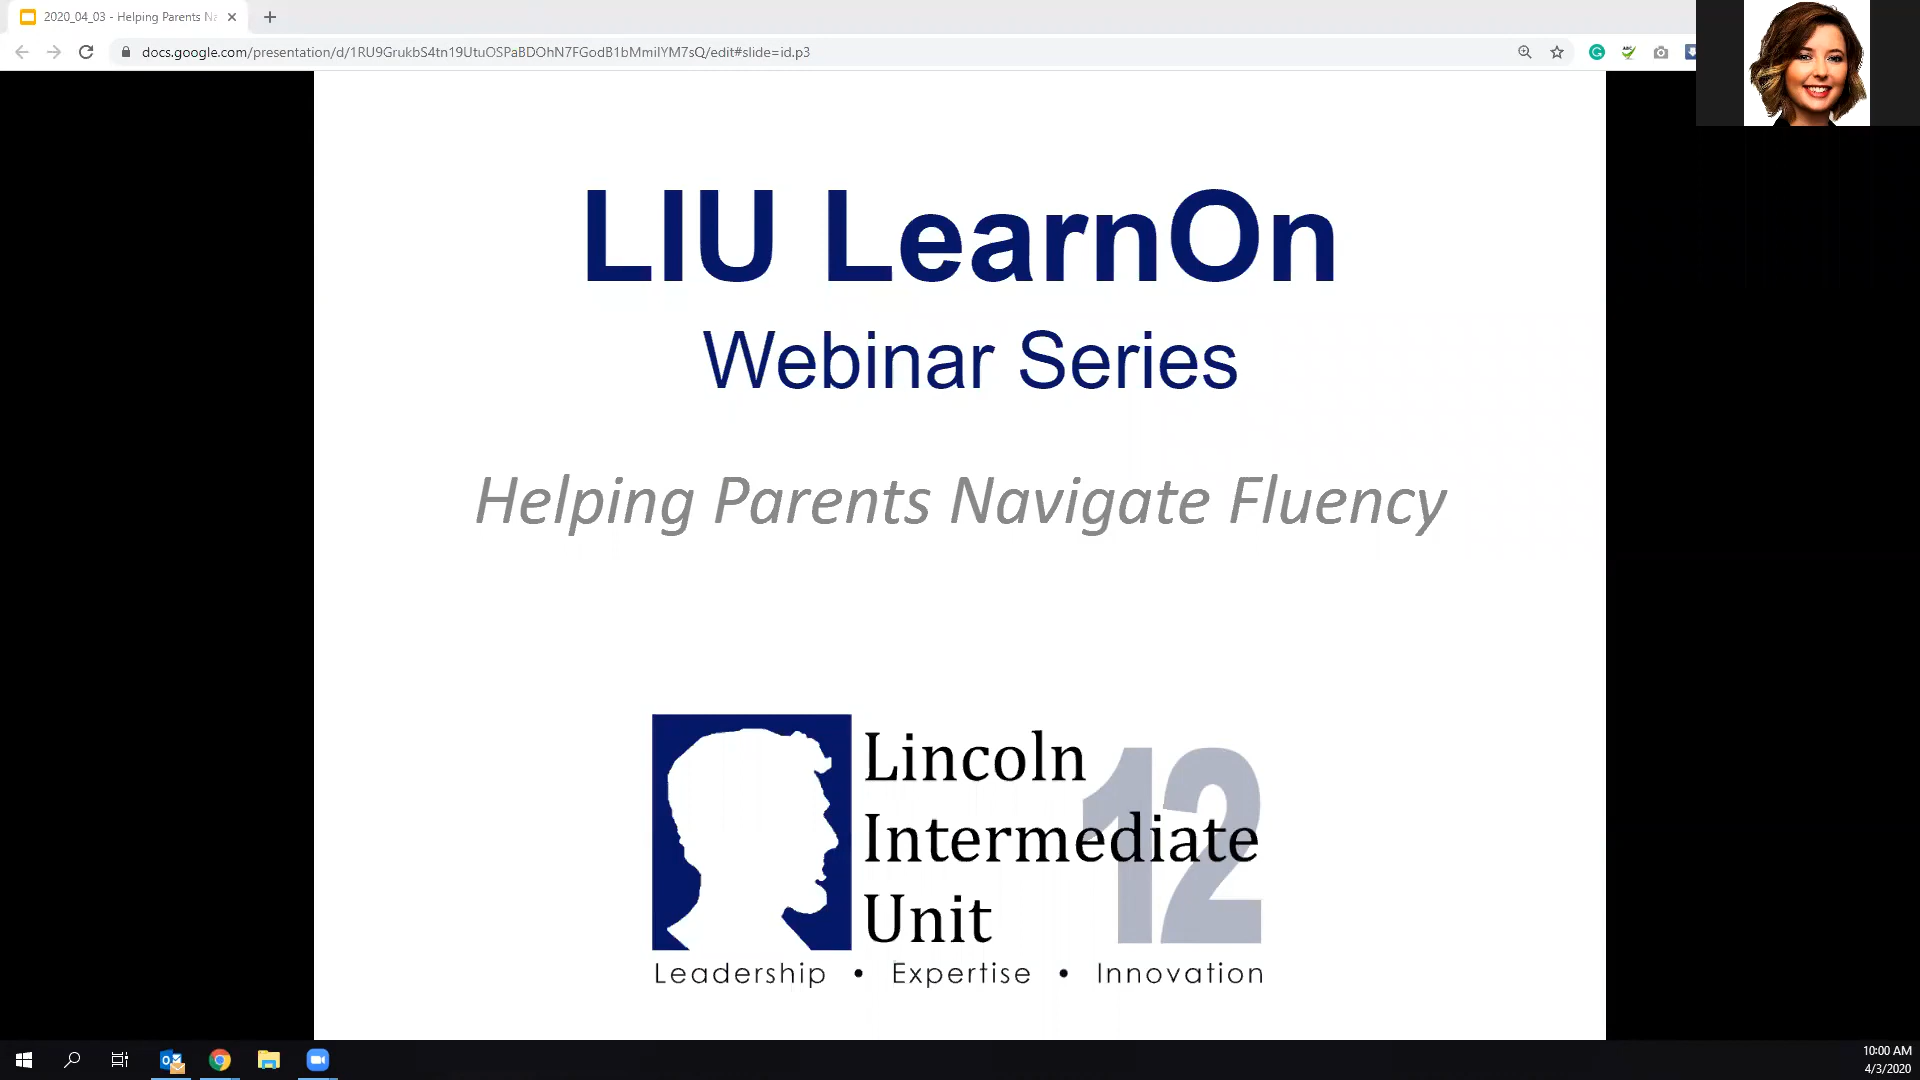 2020_04_03 - Helping Parents Na
docs.google.com/presentation/d/1RU9GrukbS4tn19UtuOSPaBDOhN7FGodB1bMmilYM7sQ/edit#slide=id.p3
LIU LearnOn
Webinar Series
Helping Parents Navigate Fluency
Lincoln
Intermediate
12
Unit
Leadership • Expertise • Innovation
10:00 AM
4/3/2020